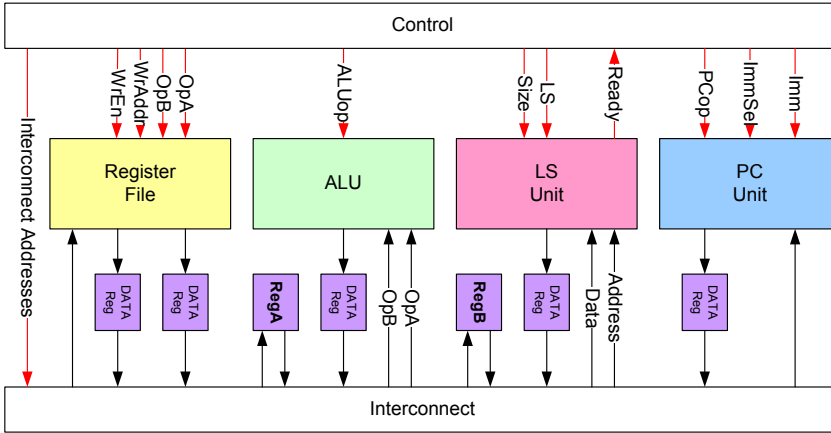 Control
Interconnect Addresses
WrEn
WrAddr
OpB
OpA
ALUop
Size
LS
Ready
PCop
ImmSel
Imm
Register
File
ALU
LS
Unit
PC
Unit
DATA
Reg
DATA
Reg
RegA
DATA
Reg
OpB
OpA
RegB
DATA
Reg
Data
Address
DATA
Reg
Interconnect